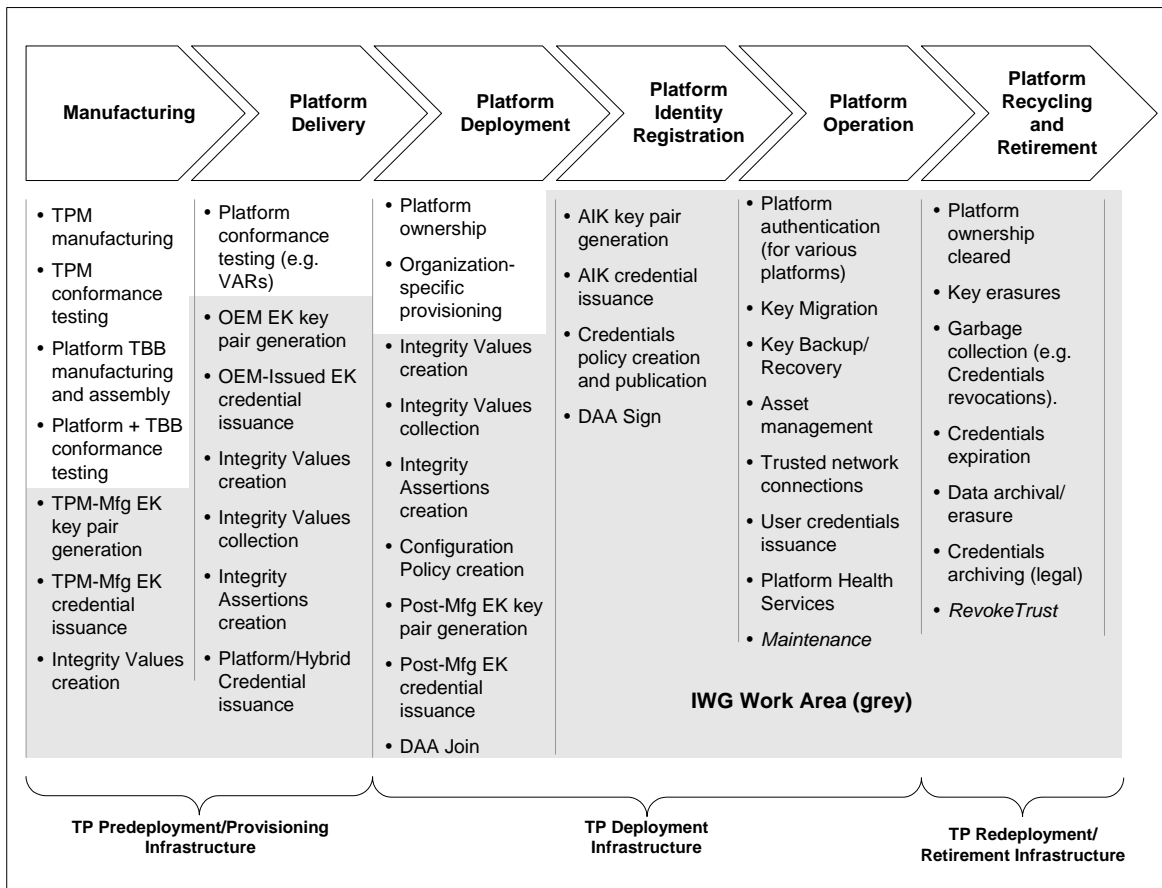 Manufacturing
Platform
Delivery
Platform
Deployment
Platform
Identity
Registration
Platform
Operation
Platform
Recycling
and
Retirement
• TPM
manufacturing
• TPM
conformance
testing
• Platform TBB
manufacturing
and assembly
• Platform + TBB
conformance
testing
• TPM-Mfg EK
key pair
generation
• TPM-Mfg EK
credential
issuance
• Integrity Values
creation
• Platform
conformance
testing (e.g.
VARs)
• OEM EK key
pair generation
• OEM-Issued EK
credential
issuance
• Integrity Values
creation
• Integrity Values
collection
• Integrity
Assertions
creation
• Platform/Hybrid
Credential
issuance
• Platform
ownership
• Organization-
specific
provisioning
• Integrity Values
creation
• Integrity Values
collection
• Integrity
Assertions
creation
• Configuration
Policy creation
• Post-Mfg EK key
pair generation
• Post-Mfg EK
credential
issuance
• DAA Join
• AIK key pair
generation
• AIK credential
issuance
• Credentials
policy creation
and publication
• DAA Sign
• Platform
authentication
(for various
platforms)
• Key Migration
• Key Backup/
Recovery
• Asset
management
• Trusted network
connections
• User credentials
issuance
• Platform Health
Services
• Maintenance
• Platform
ownership
cleared
• Key erasures
• Garbage
collection (e.g.
Credentials
revocations).
• Credentials
expiration
• Data archival/
erasure
• Credentials
archiving (legal)
• RevokeTrust
IWG Work Area (grey)
TP Predeployment/Provisioning
Infrastructure
TP Deployment
Infrastructure
TP Redeployment/
Retirement Infrastructure